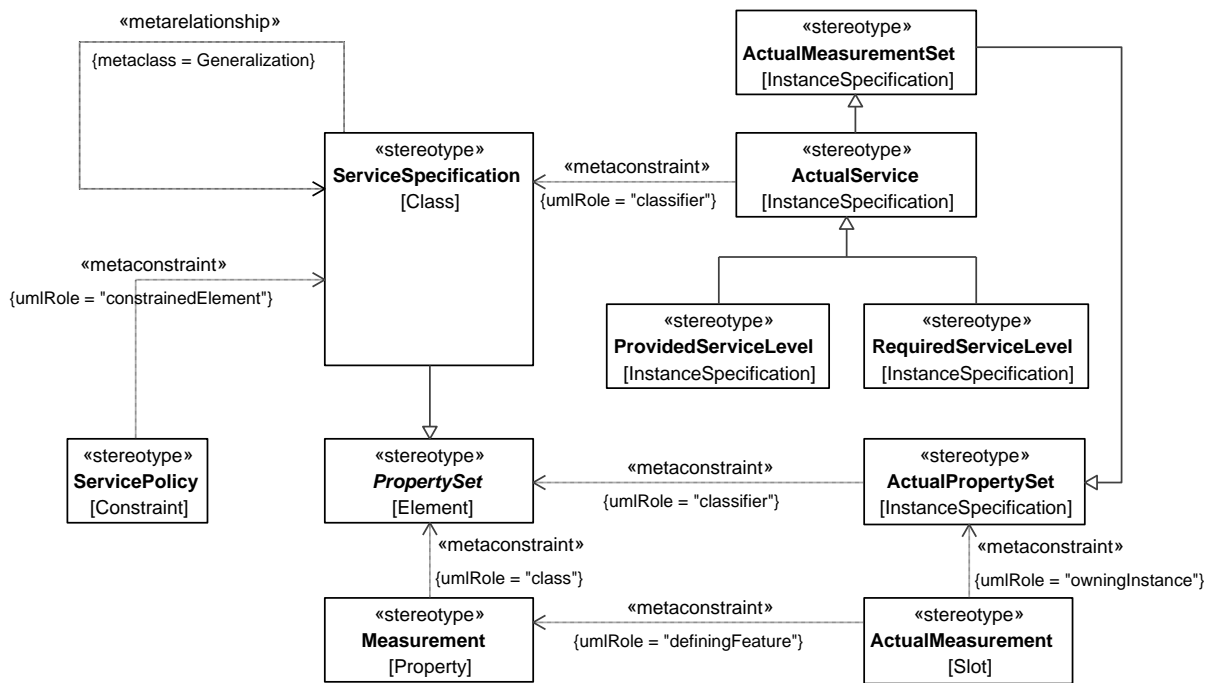 «metarelationship»
{metaclass = Generalization}
«stereotype»
ActualMeasurementSet
[InstanceSpecification]
«stereotype»
ServiceSpecification
[Class]
«metaconstraint»
{umlRole = "classifier"}
«stereotype»
ActualService
[InstanceSpecification]
«metaconstraint»
{umlRole = "constrainedElement"}
«stereotype»
ProvidedServiceLevel
[InstanceSpecification]
«stereotype»
RequiredServiceLevel
[InstanceSpecification]
«stereotype»
ServicePolicy
[Constraint]
«stereotype»
PropertySet
[Element]
«metaconstraint»
{umlRole = "classifier"}
«stereotype»
ActualPropertySet
[InstanceSpecification]
«metaconstraint»
{umlRole = "class"}
«metaconstraint»
{umlRole = "owningInstance"}
«stereotype»
Measurement
[Property]
«metaconstraint»
{umlRole = "definingFeature"}
«stereotype»
ActualMeasurement
[Slot]